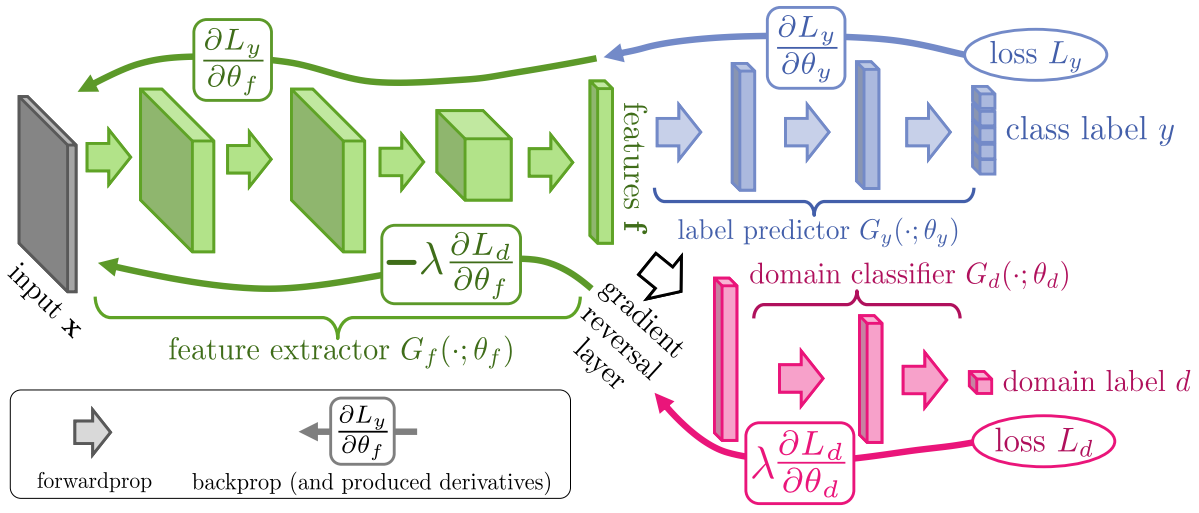 ∂L_y/∂θ_f
∂L_y/∂θ_y
loss L_y
features f
class label y
label predictor G_y(·;θ_y)
input x
−λ ∂L_d/∂θ_f
feature extractor G_f(·;θ_f)
gradient
reversal
layer
domain classifier G_d(·;θ_d)
domain label d
λ ∂L_d/∂θ_d
loss L_d
forwardprop
∂L_y/∂θ_f
backprop (and produced derivatives)